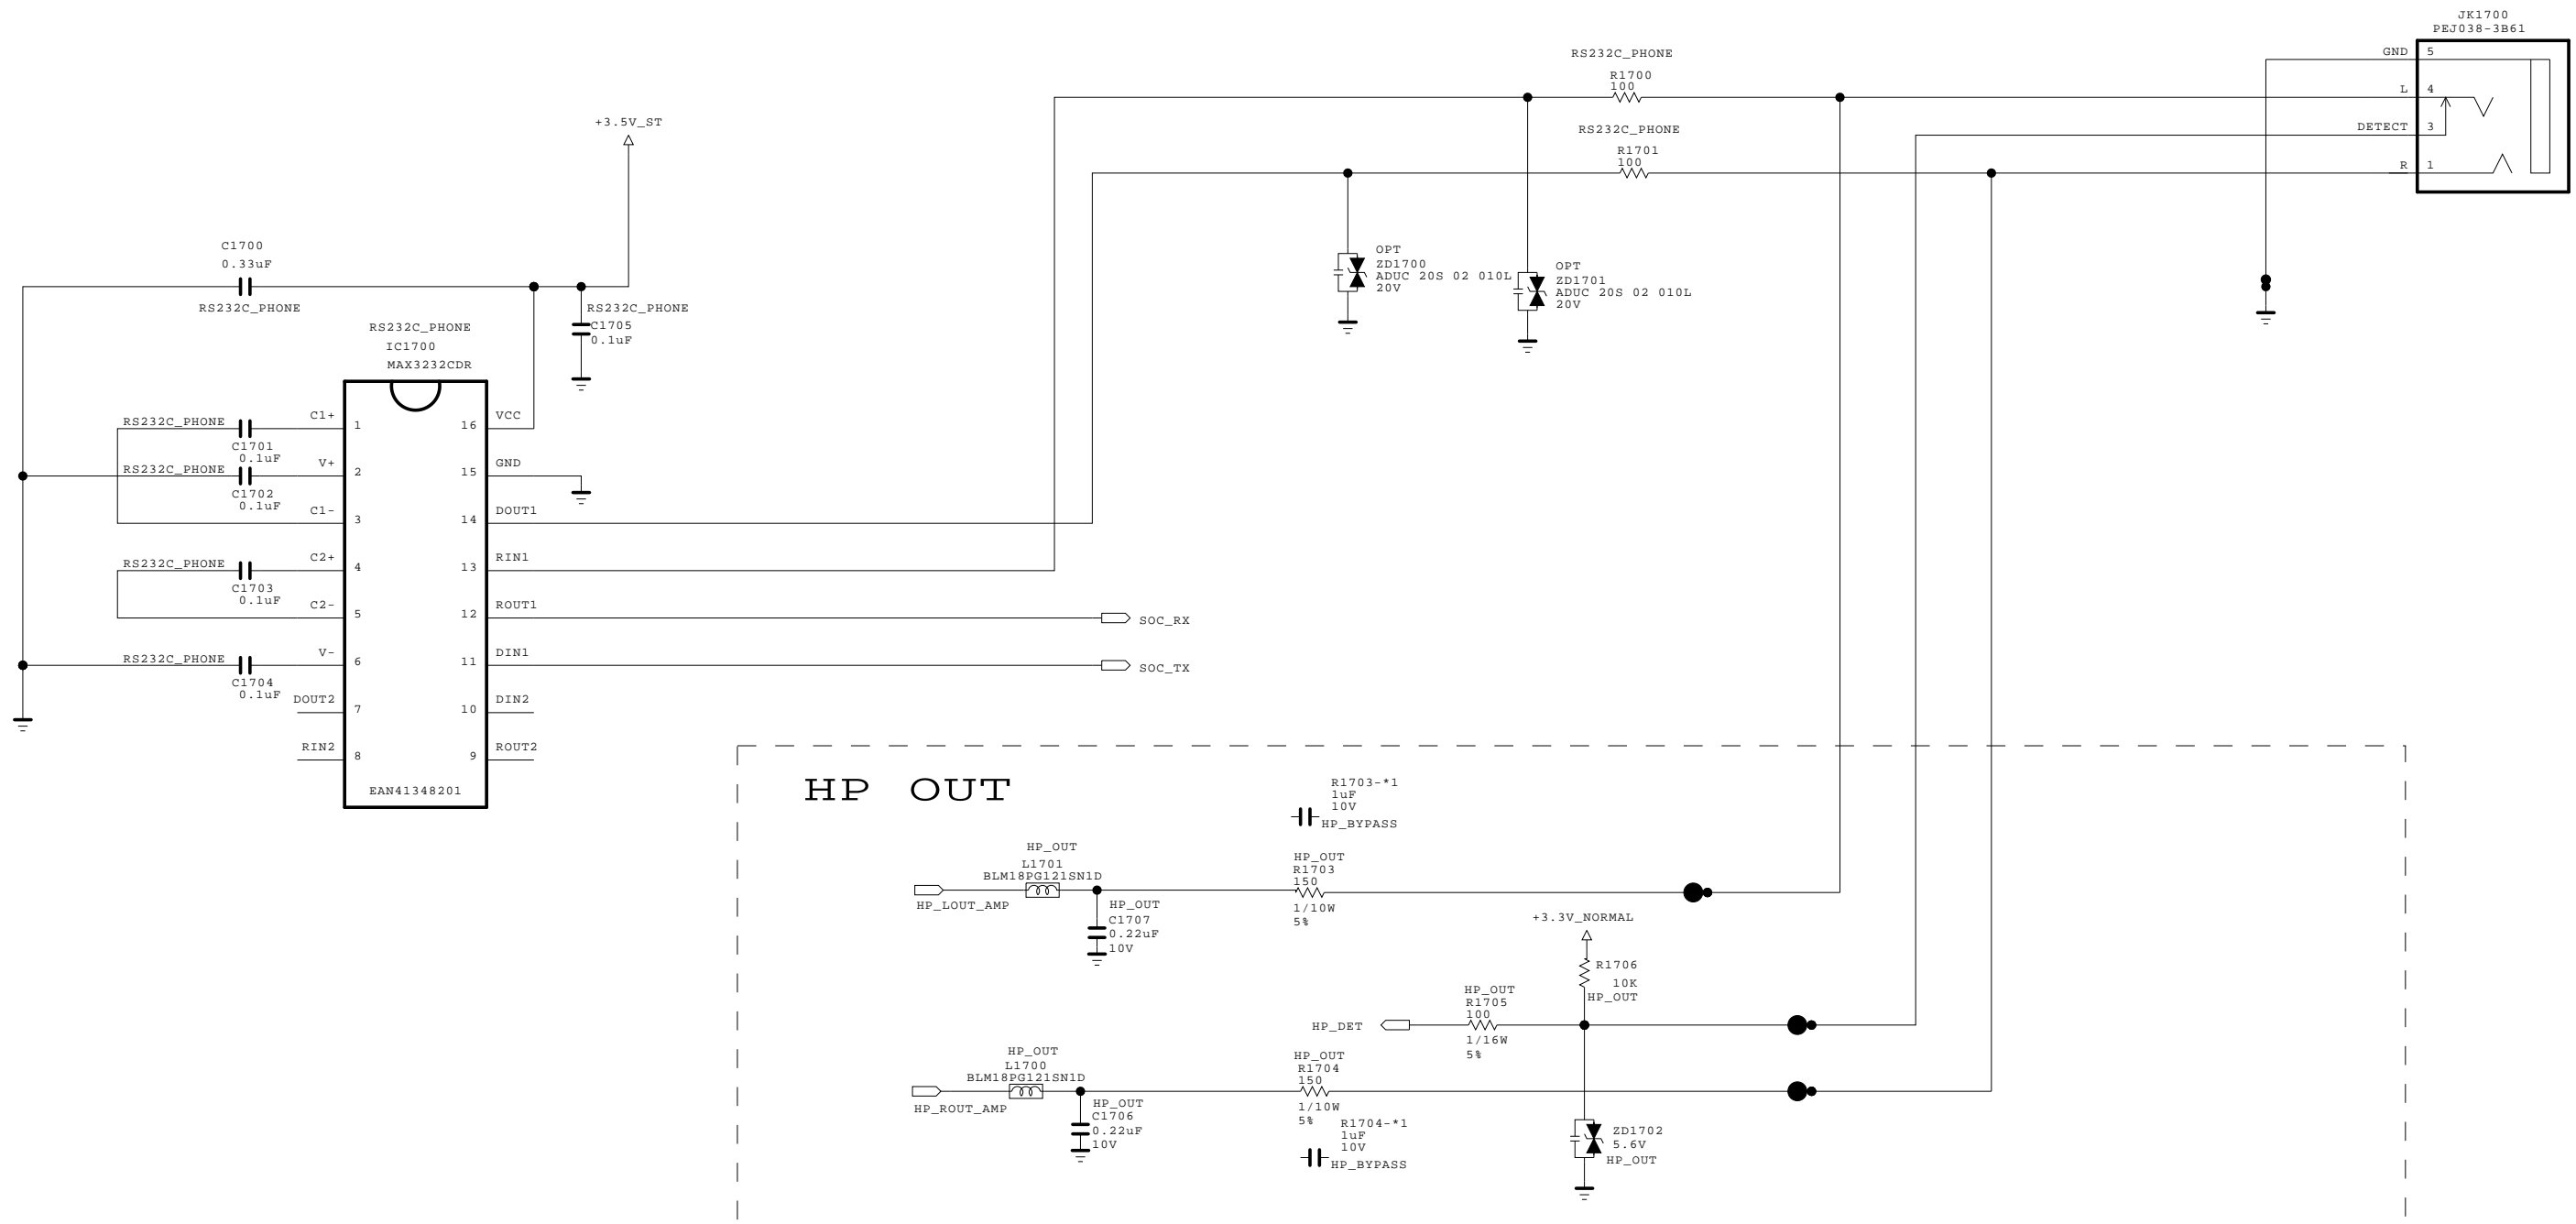 JK1700
PEJ038-3B61
GND 5
L 4
DETECT 3
R 1
RS232C_PHONE
R1700
100
RS232C_PHONE
R1701
100
+3.5V_ST
C1700
0.33uF
RS232C_PHONE
RS232C_PHONE
C1705
0.1uF
OPT
ZD1700
ADUC 20S 02 010L
20V
OPT
ZD1701
ADUC 20S 02 010L
20V
RS232C_PHONE
IC1700
MAX3232CDR
RS232C_PHONE
C1701
0.1uF
RS232C_PHONE
C1702
0.1uF
RS232C_PHONE
C1703
0.1uF
RS232C_PHONE
C1704
0.1uF
C1+ 1 16 VCC
V+ 2 15 GND
C1- 3 14 DOUT1
C2+ 4 13 RIN1
C2- 5 12 ROUT1
V- 6 11 DIN1
DOUT2 7 10 DIN2
RIN2 8 9 ROUT2
EAN41348201
SOC_RX
SOC_TX
HP OUT
R1703-*1
1uF
10V
HP_BYPASS
HP_OUT
L1701
BLM18PG121SN1D
HP_LOUT_AMP
HP_OUT
C1707
0.22uF
10V
HP_OUT
R1703
150
1/10W
5%
+3.3V_NORMAL
R1706
10K
HP_OUT
HP_OUT
R1705
100
1/16W
5%
HP_DET
HP_OUT
L1700
BLM18PG121SN1D
HP_ROUT_AMP
HP_OUT
C1706
0.22uF
10V
HP_OUT
R1704
150
1/10W
5%
R1704-*1
1uF
10V
HP_BYPASS
ZD1702
5.6V
HP_OUT